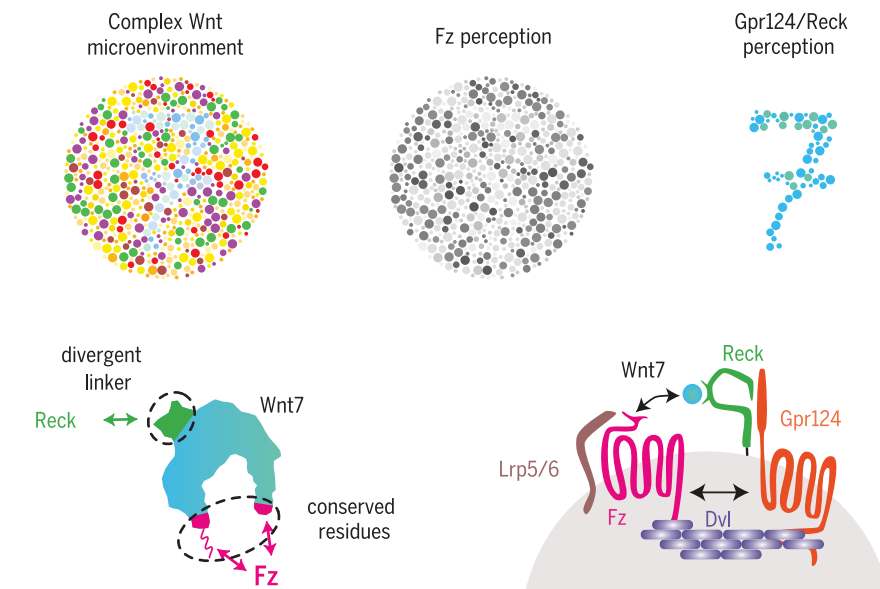 Complex Wnt
microenvironment
Fz perception
Gpr124/Reck
perception
7
divergent
linker
Reck
Wnt7
conserved
residues
Fz
Wnt7
Reck
Gpr124
Lrp5/6
Fz
Dvl